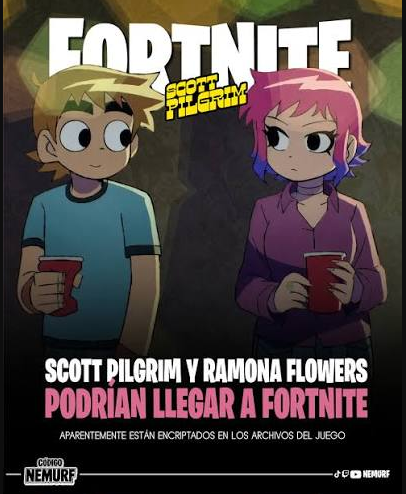 FORTNITE
SCOTT
PILGRIM
SCOTT PILGRIM Y RAMONA FLOWERS
PODRÍAN LLEGAR A FORTNITE
APARENTEMENTE ESTÁN ENCRIPTADOS EN LOS ARCHIVOS DEL JUEGO
CÓDIGO
NEMURF
NEMURF